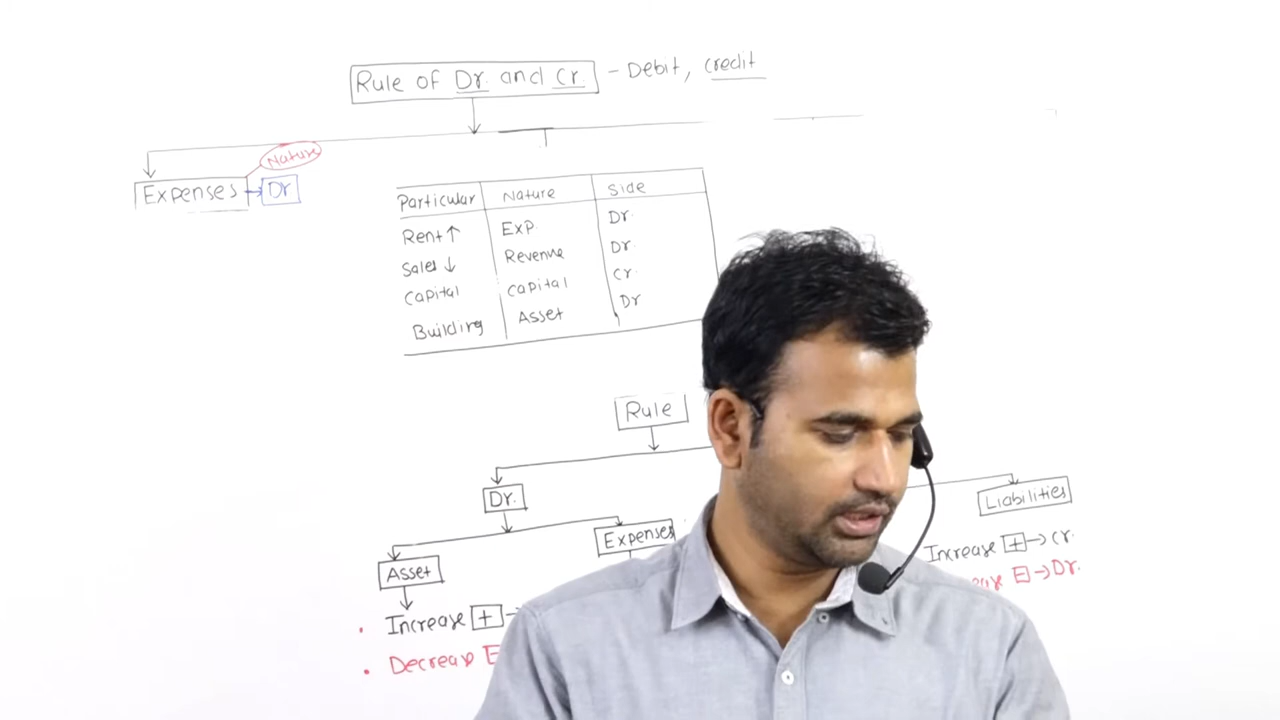 Rule of Dr. and Cr. - Debit, credit
Nature
Expenses → Dr
Particular Nature Side
Rent ↑ Exp. Dr.
Sales ↓ Revenue Dr.
Capital Capital Cr.
Building Asset Dr
Rule
Dr.
Liabilities
Expenses
Asset
Increase [+] → Cr.
[-] → Dr.
• Increase [+] →
• Decrease